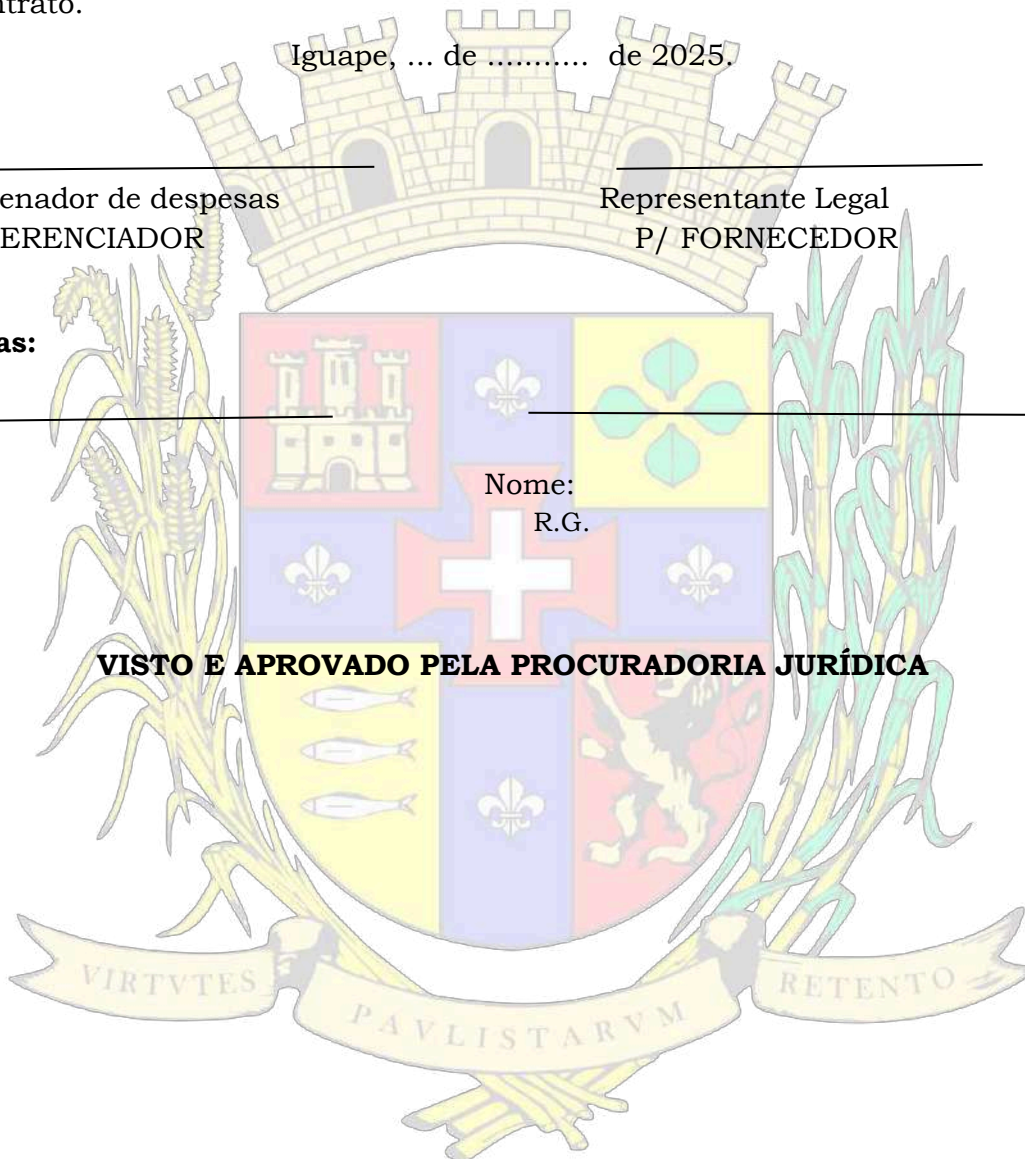 ntrato.
Iguape, ... de ........... de 2025.
enador de despesas
Representante Legal
ERENCIADOR
P/ FORNECEDOR
as:
Nome:
R.G.
VISTO E APROVADO PELA PROCURADORIA JURÍDICA
VIRTVTES
PAVLISTARVM
RETENTO